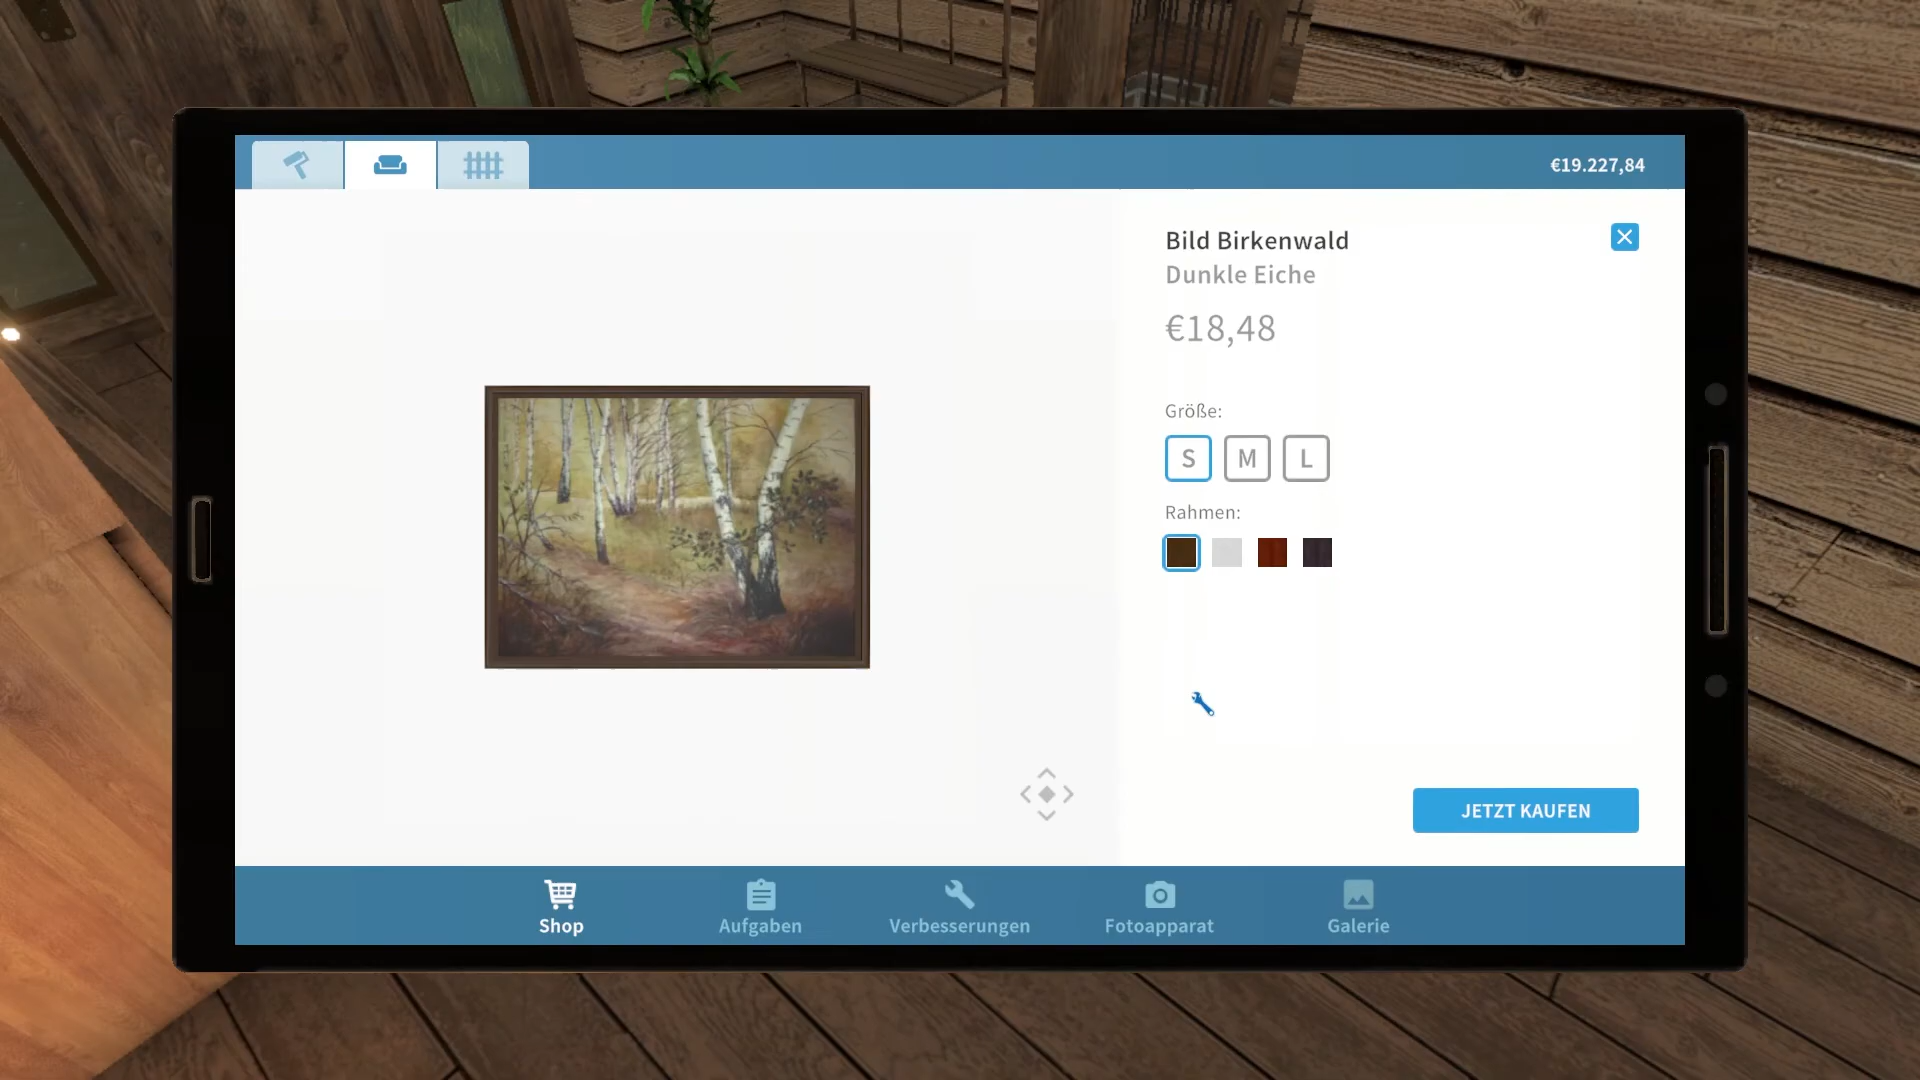 €19.227,84
Bild Birkenwald
Dunkle Eiche
€18,48
Größe:
S M L
Rahmen:
JETZT KAUFEN
Shop Aufgaben Verbesserungen Fotoapparat Galerie